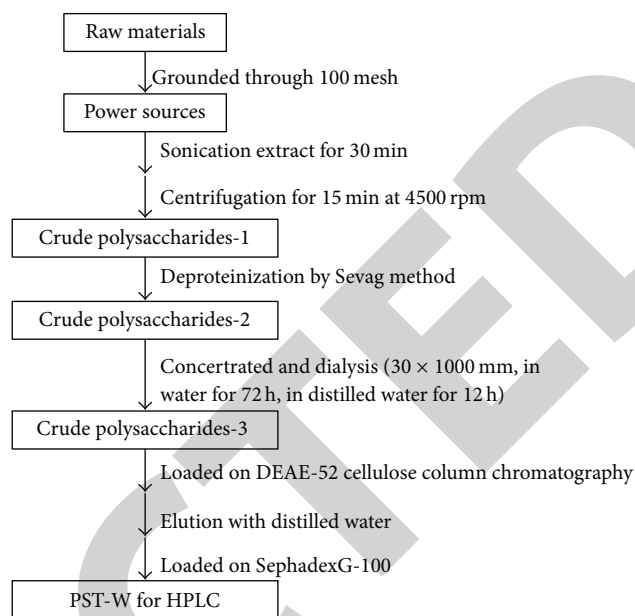 Raw materials
Grounded through 100 mesh
Power sources
Sonication extract for 30 min
Centrifugation for 15 min at 4500 rpm
Crude polysaccharides-1
Deproteinization by Sevag method
Crude polysaccharides-2
Concertrated and dialysis (30 × 1000 mm, in
water for 72 h, in distilled water for 12 h)
Crude polysaccharides-3
Loaded on DEAE-52 cellulose column chromatography
Elution with distilled water
Loaded on SephadexG-100
PST-W for HPLC
CTED